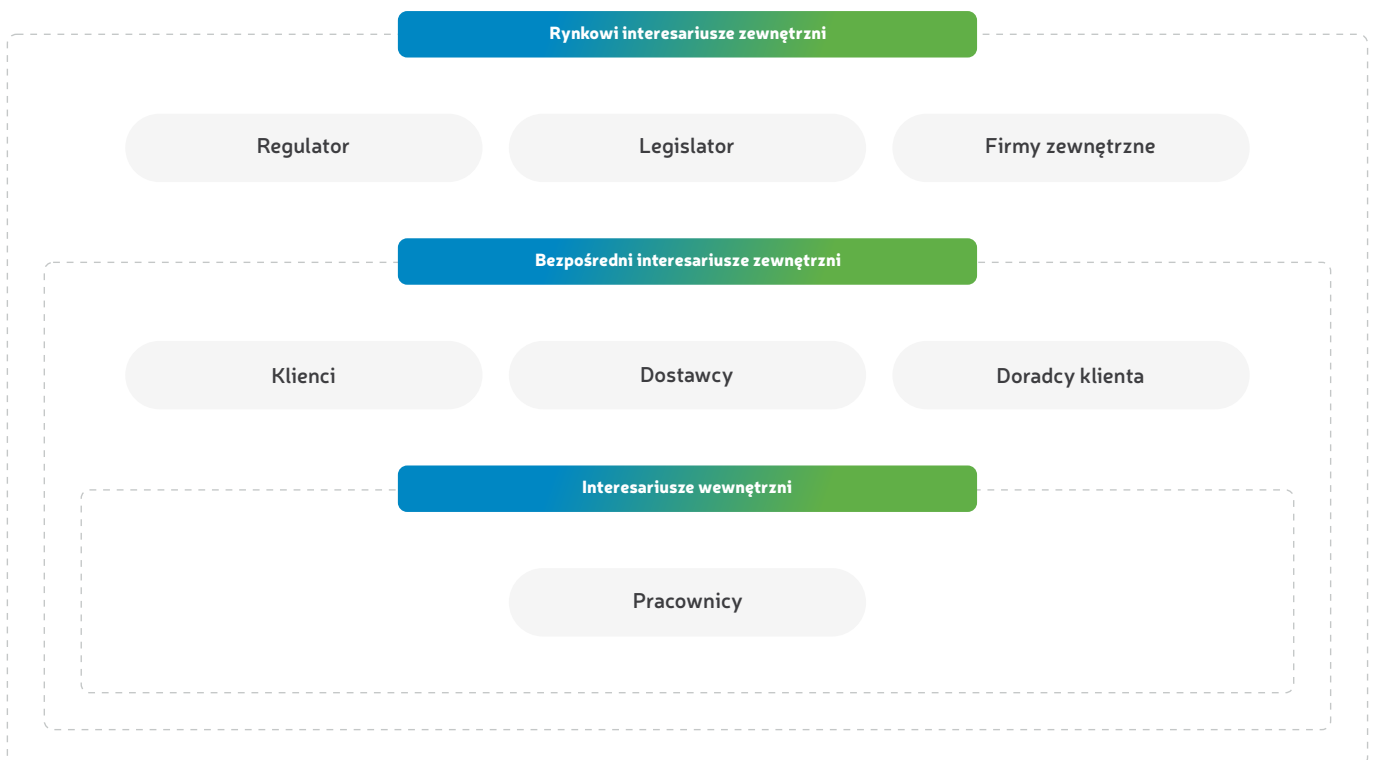 Rynkowi interesariusze zewnętrzni
Regulator
Legislator
Firmy zewnętrzne
Bezpośredni interesariusze zewnętrzni
Klienci
Dostawcy
Doradcy klienta
Interesariusze wewnętrzni
Pracownicy